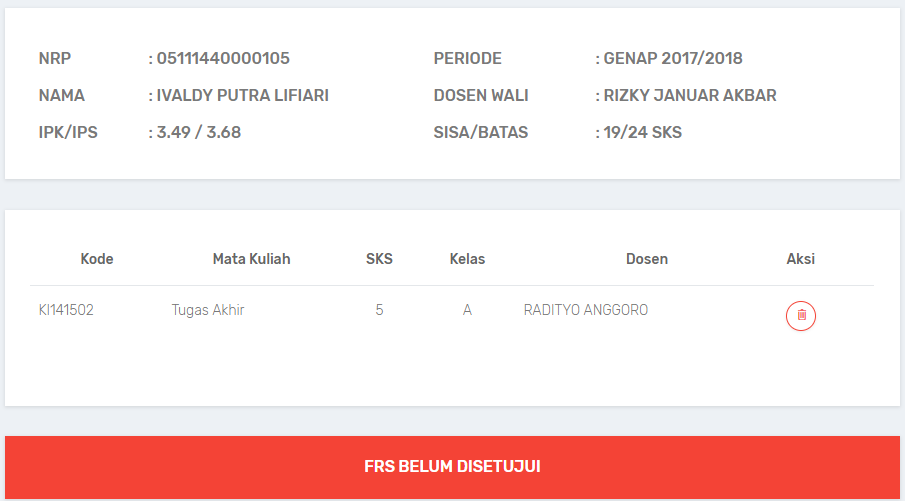 NRP : 05111440000105 PERIODE : GENAP 2017/2018
NAMA : IVALDY PUTRA LIFIARI DOSEN WALI : RIZKY JANUAR AKBAR
IPK/IPS : 3.49 / 3.68 SISA/BATAS : 19/24 SKS
Kode Mata Kuliah SKS Kelas Dosen Aksi
KI141502 Tugas Akhir 5 A RADITYO ANGGORO
FRS BELUM DISETUJUI